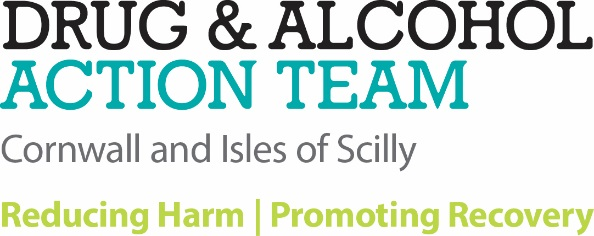 DRUG & ALCOHOL
ACTION TEAM
Cornwall and Isles of Scilly
Reducing Harm | Promoting Recovery